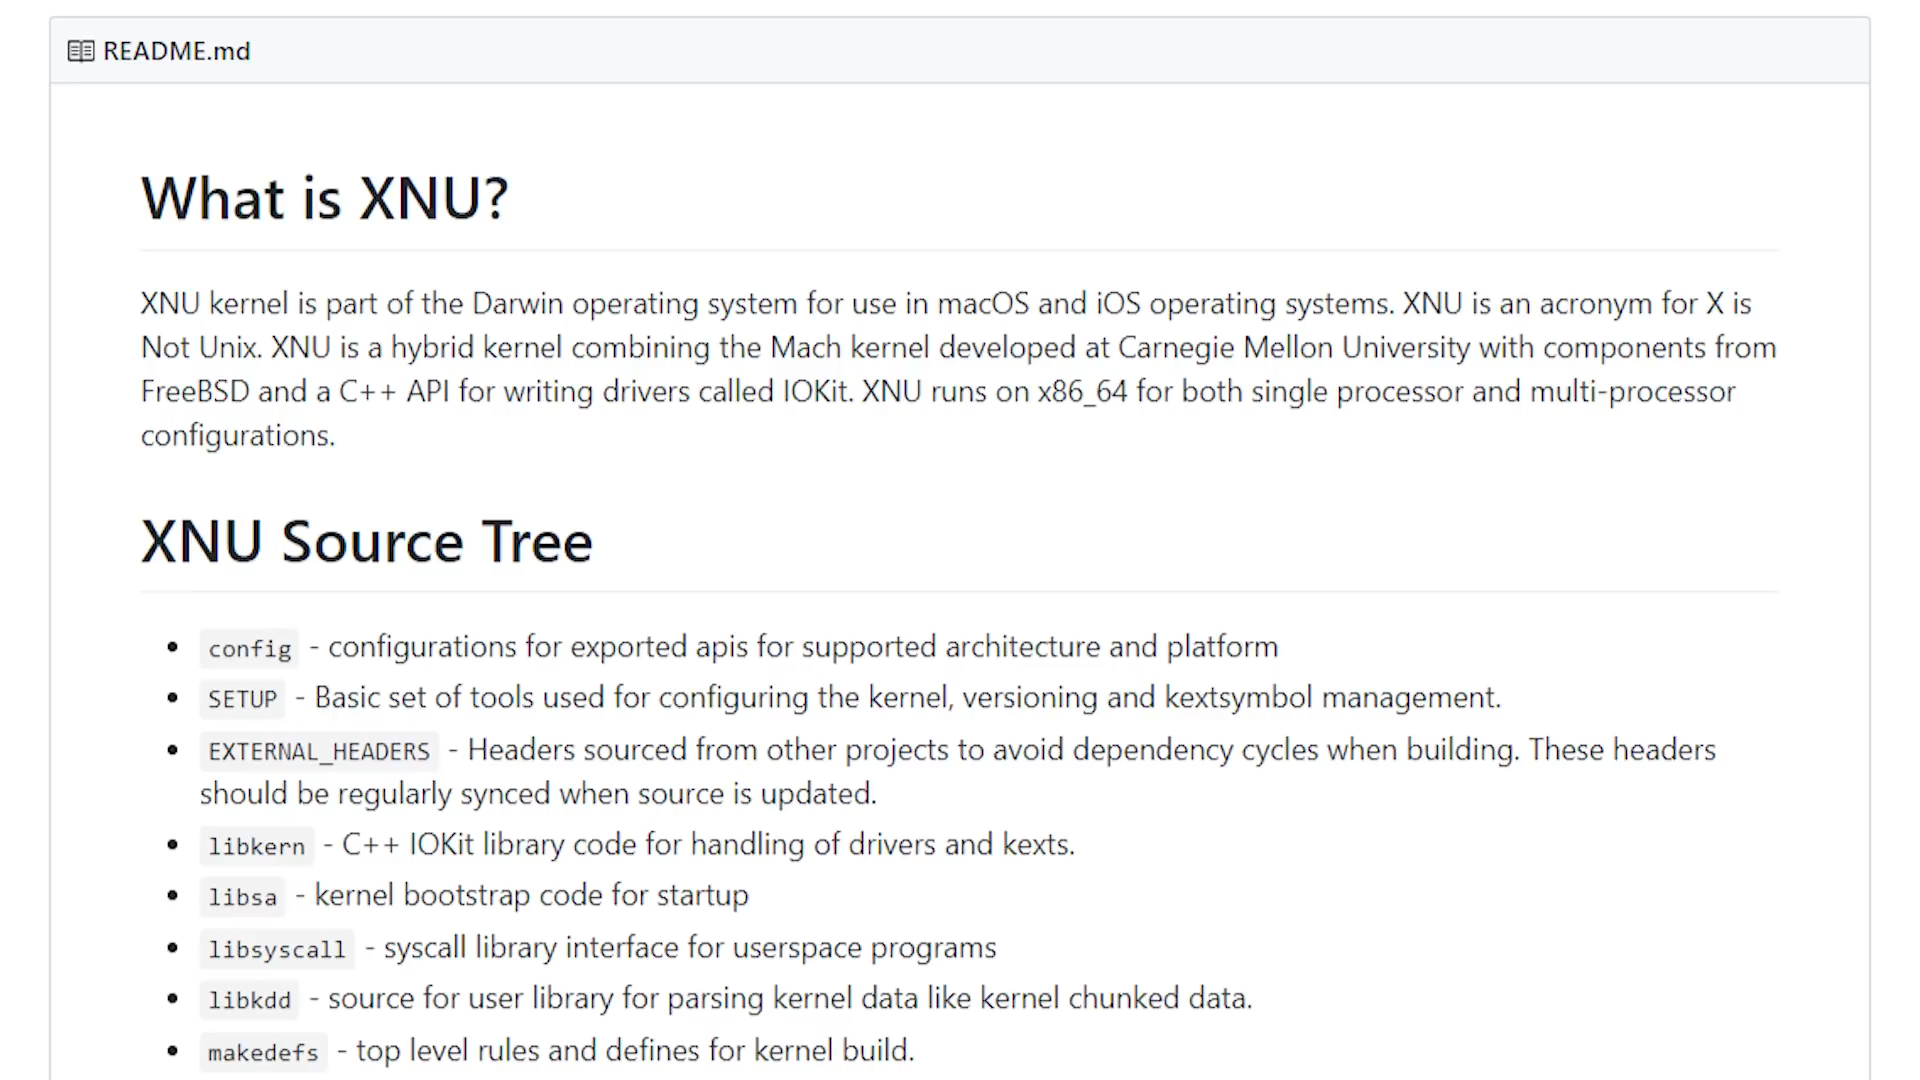 README.md
What is XNU?
XNU kernel is part of the Darwin operating system for use in macOS and iOS operating systems. XNU is an acronym for X is
Not Unix. XNU is a hybrid kernel combining the Mach kernel developed at Carnegie Mellon University with components from
FreeBSD and a C++ API for writing drivers called IOKit. XNU runs on x86_64 for both single processor and multi-processor
configurations.
XNU Source Tree
• config - configurations for exported apis for supported architecture and platform
• SETUP - Basic set of tools used for configuring the kernel, versioning and kextsymbol management.
• EXTERNAL_HEADERS - Headers sourced from other projects to avoid dependency cycles when building. These headers
should be regularly synced when source is updated.
• libkern - C++ IOKit library code for handling of drivers and kexts.
• libsa - kernel bootstrap code for startup
• libsyscall - syscall library interface for userspace programs
• libkdd - source for user library for parsing kernel data like kernel chunked data.
• makedefs - top level rules and defines for kernel build.